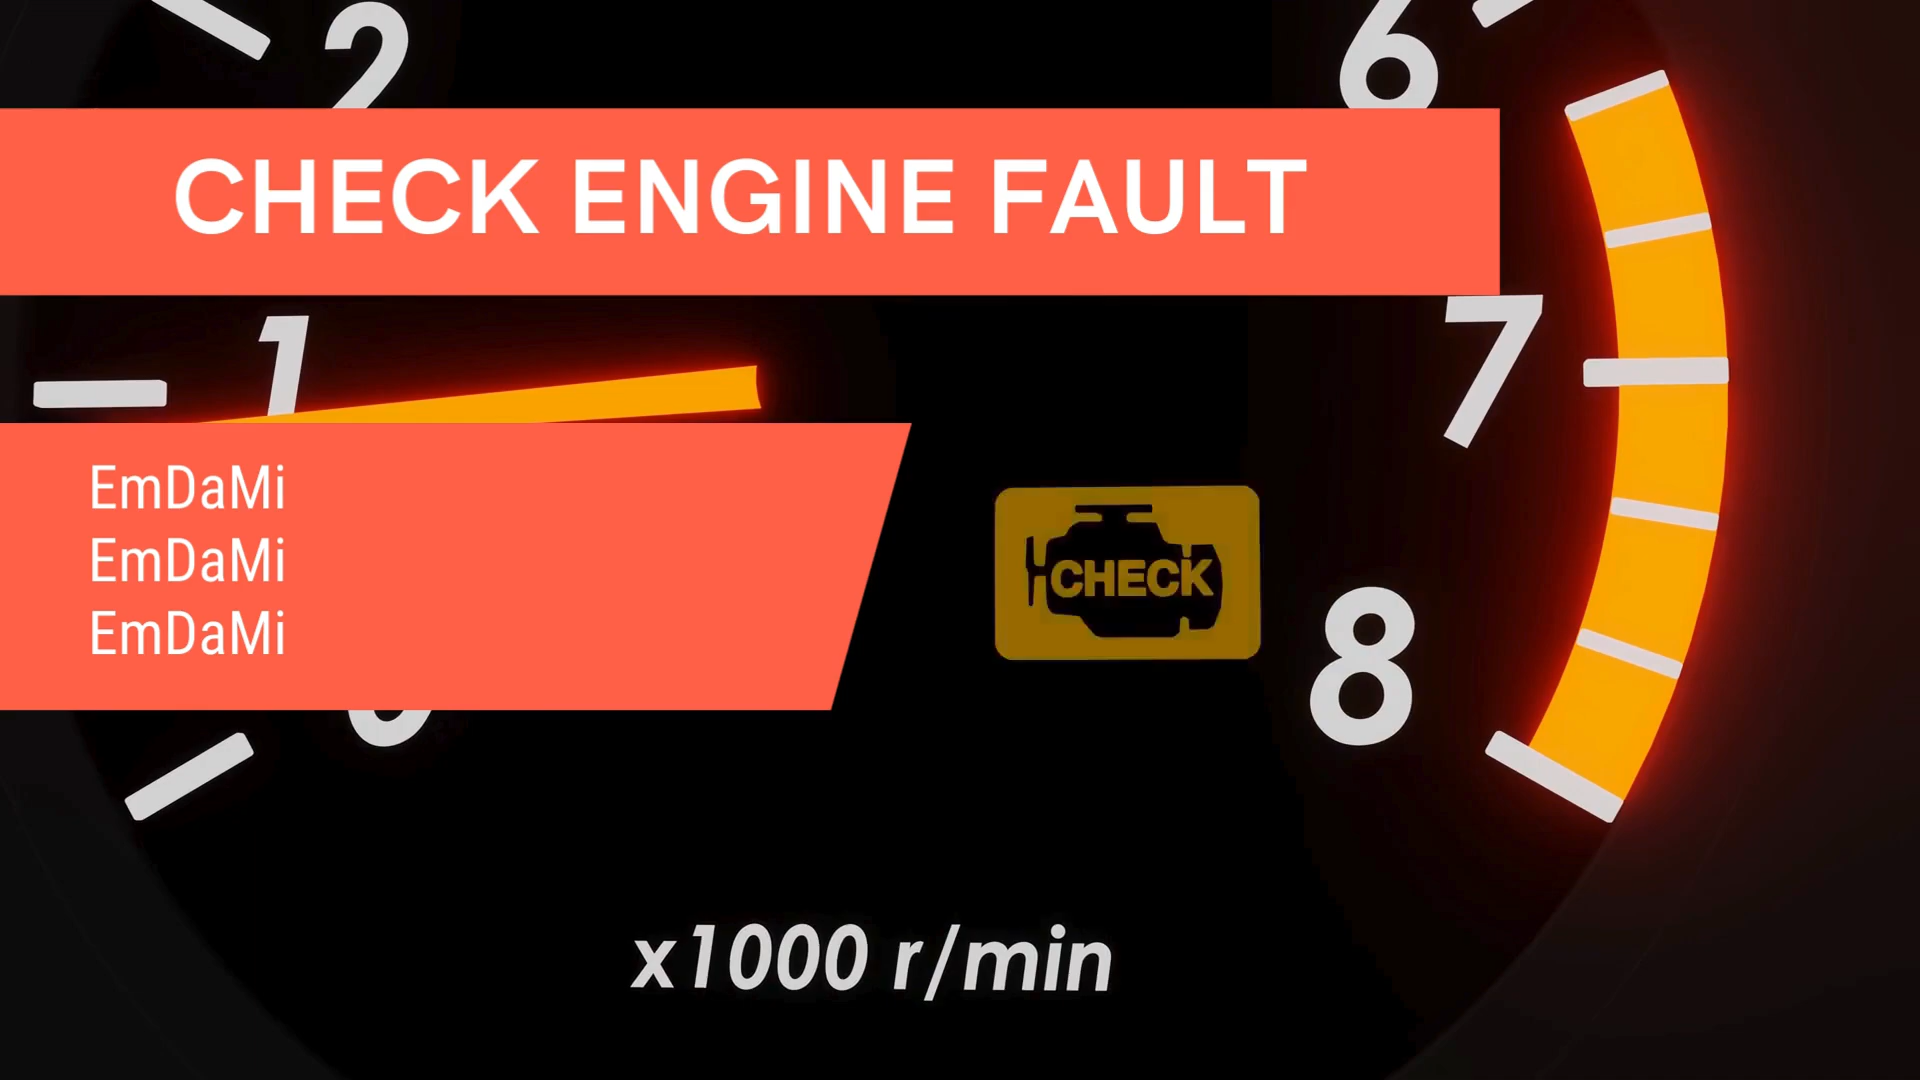 2
6
CHECK ENGINE FAULT
1
7
EmDaMi
EmDaMi
EmDaMi
CHECK
8
x1000 r/min